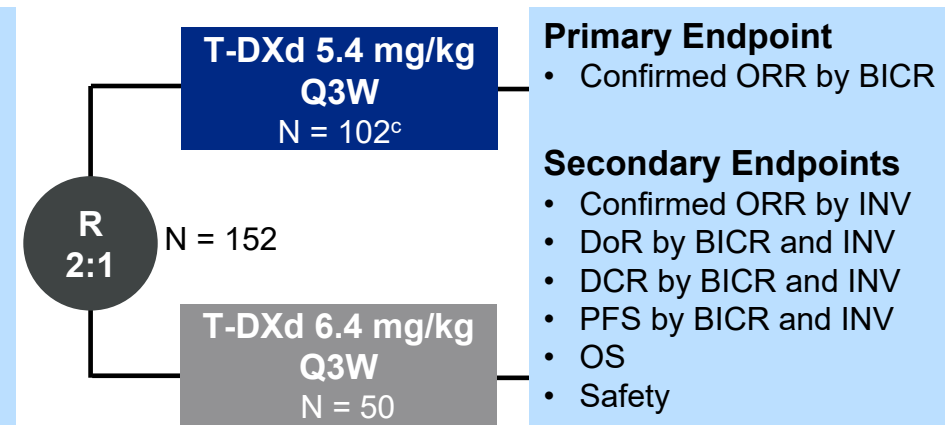 T-DXd 5.4 mg/kg
Q3W
N = 102ᶜ
R
2:1
N = 152
T-DXd 6.4 mg/kg
Q3W
N = 50
Primary Endpoint
• Confirmed ORR by BICR
Secondary Endpoints
• Confirmed ORR by INV
• DoR by BICR and INV
• DCR by BICR and INV
• PFS by BICR and INV
• OS
• Safety